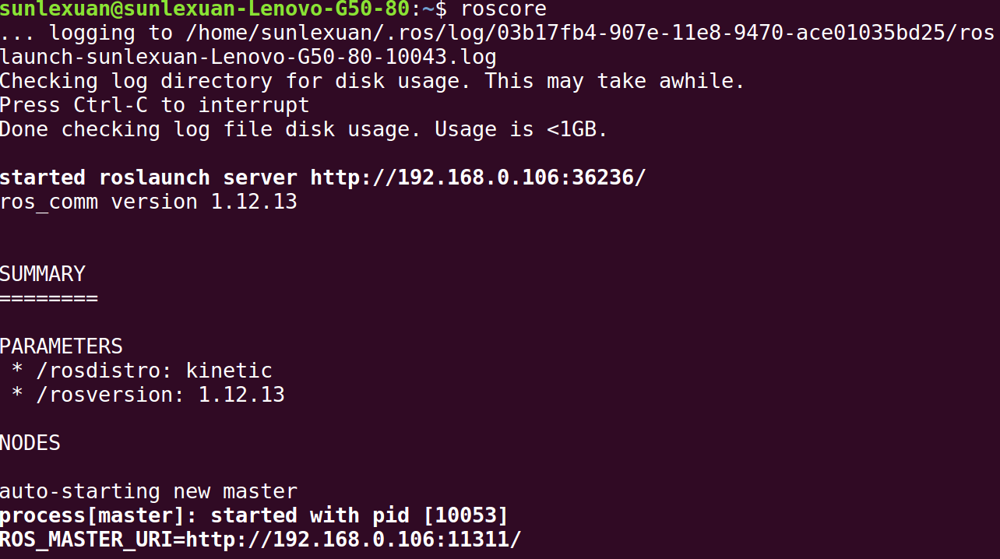 sunlexuan@sunlexuan-Lenovo-G50-80:~$ roscore
... logging to /home/sunlexuan/.ros/log/03b17fb4-907e-11e8-9470-ace01035bd25/ros
launch-sunlexuan-Lenovo-G50-80-10043.log
Checking log directory for disk usage. This may take awhile.
Press Ctrl-C to interrupt
Done checking log file disk usage. Usage is <1GB.
started roslaunch server http://192.168.0.106:36236/
ros_comm version 1.12.13
SUMMARY
========
PARAMETERS
 * /rosdistro: kinetic
 * /rosversion: 1.12.13
NODES
auto-starting new master
process[master]: started with pid [10053]
ROS_MASTER_URI=http://192.168.0.106:11311/